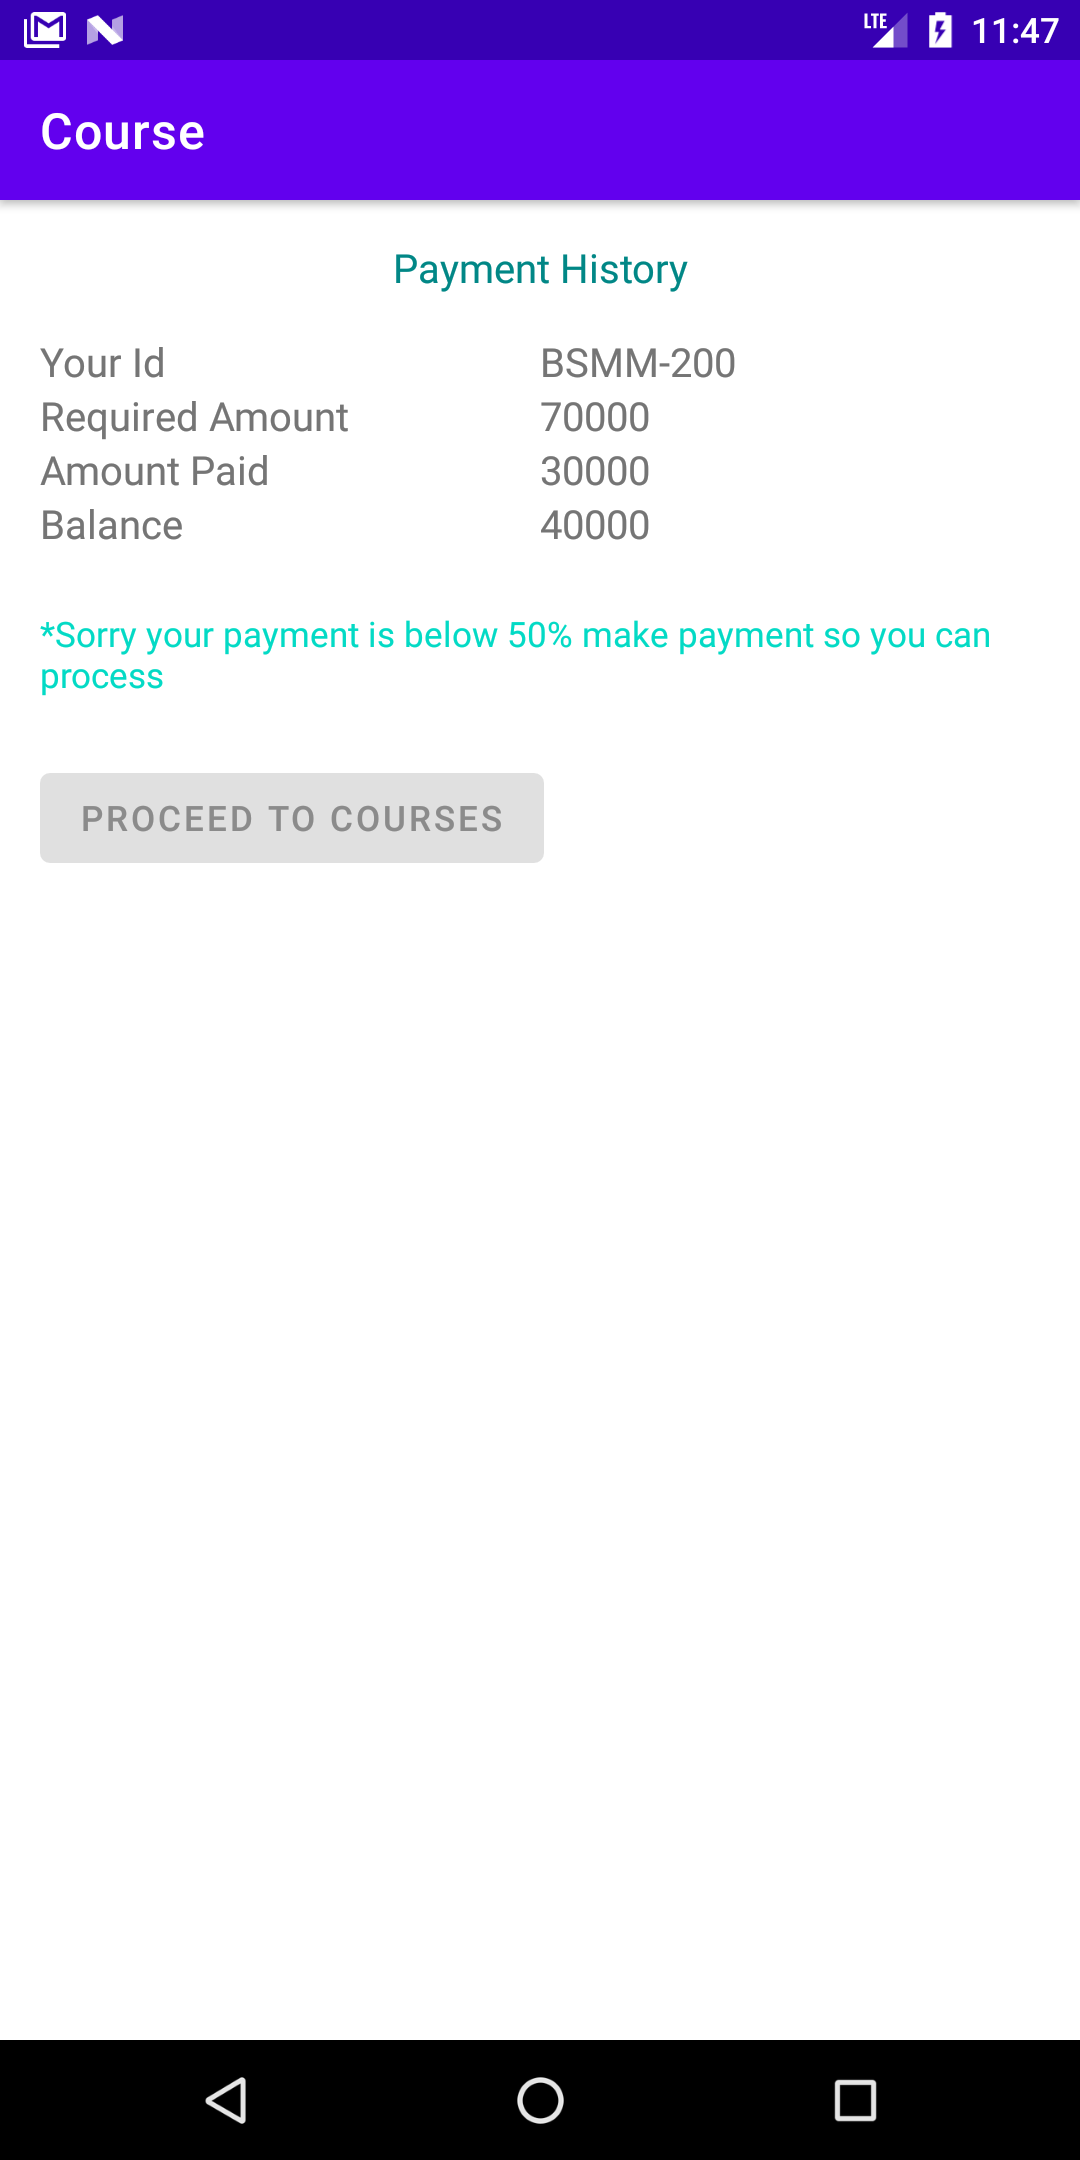 LTE 11:47
Course
Payment History
Your Id BSMM-200
Required Amount 70000
Amount Paid 30000
Balance 40000
*Sorry your payment is below 50% make payment so you can
process
PROCEED TO COURSES